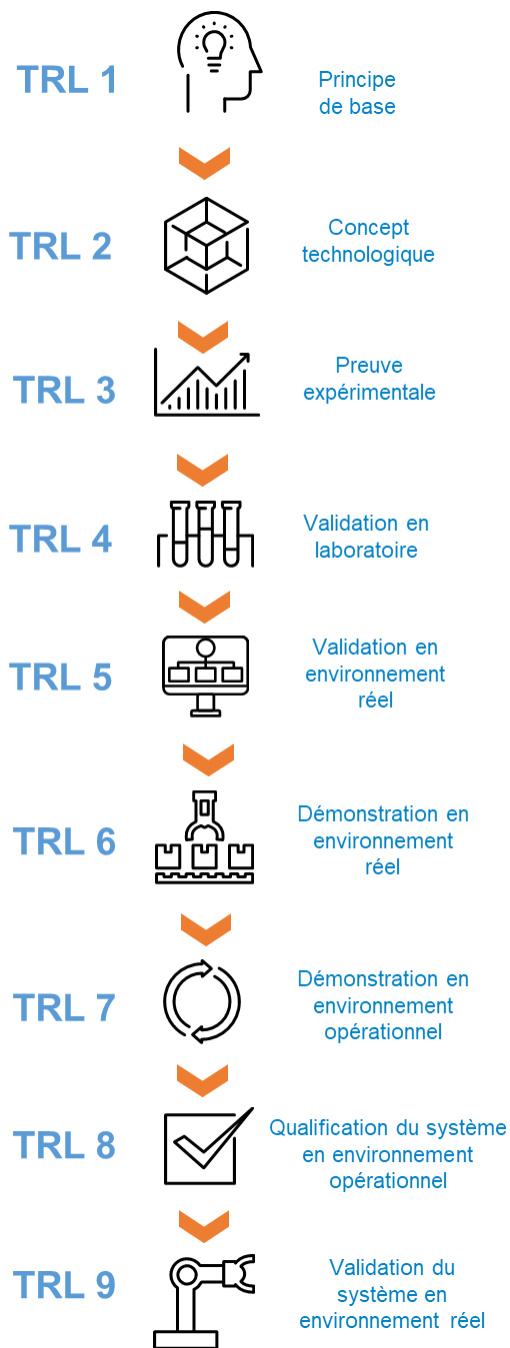 TRL 1
Principe
de base
TRL 2
Concept
technologique
TRL 3
Preuve
expérimentale
TRL 4
Validation en
laboratoire
TRL 5
Validation en
environnement
réel
TRL 6
Démonstration en
environnement
réel
TRL 7
Démonstration en
environnement
opérationnel
TRL 8
Qualification du système
en environnement
opérationnel
TRL 9
Validation du
système en
environnement réel